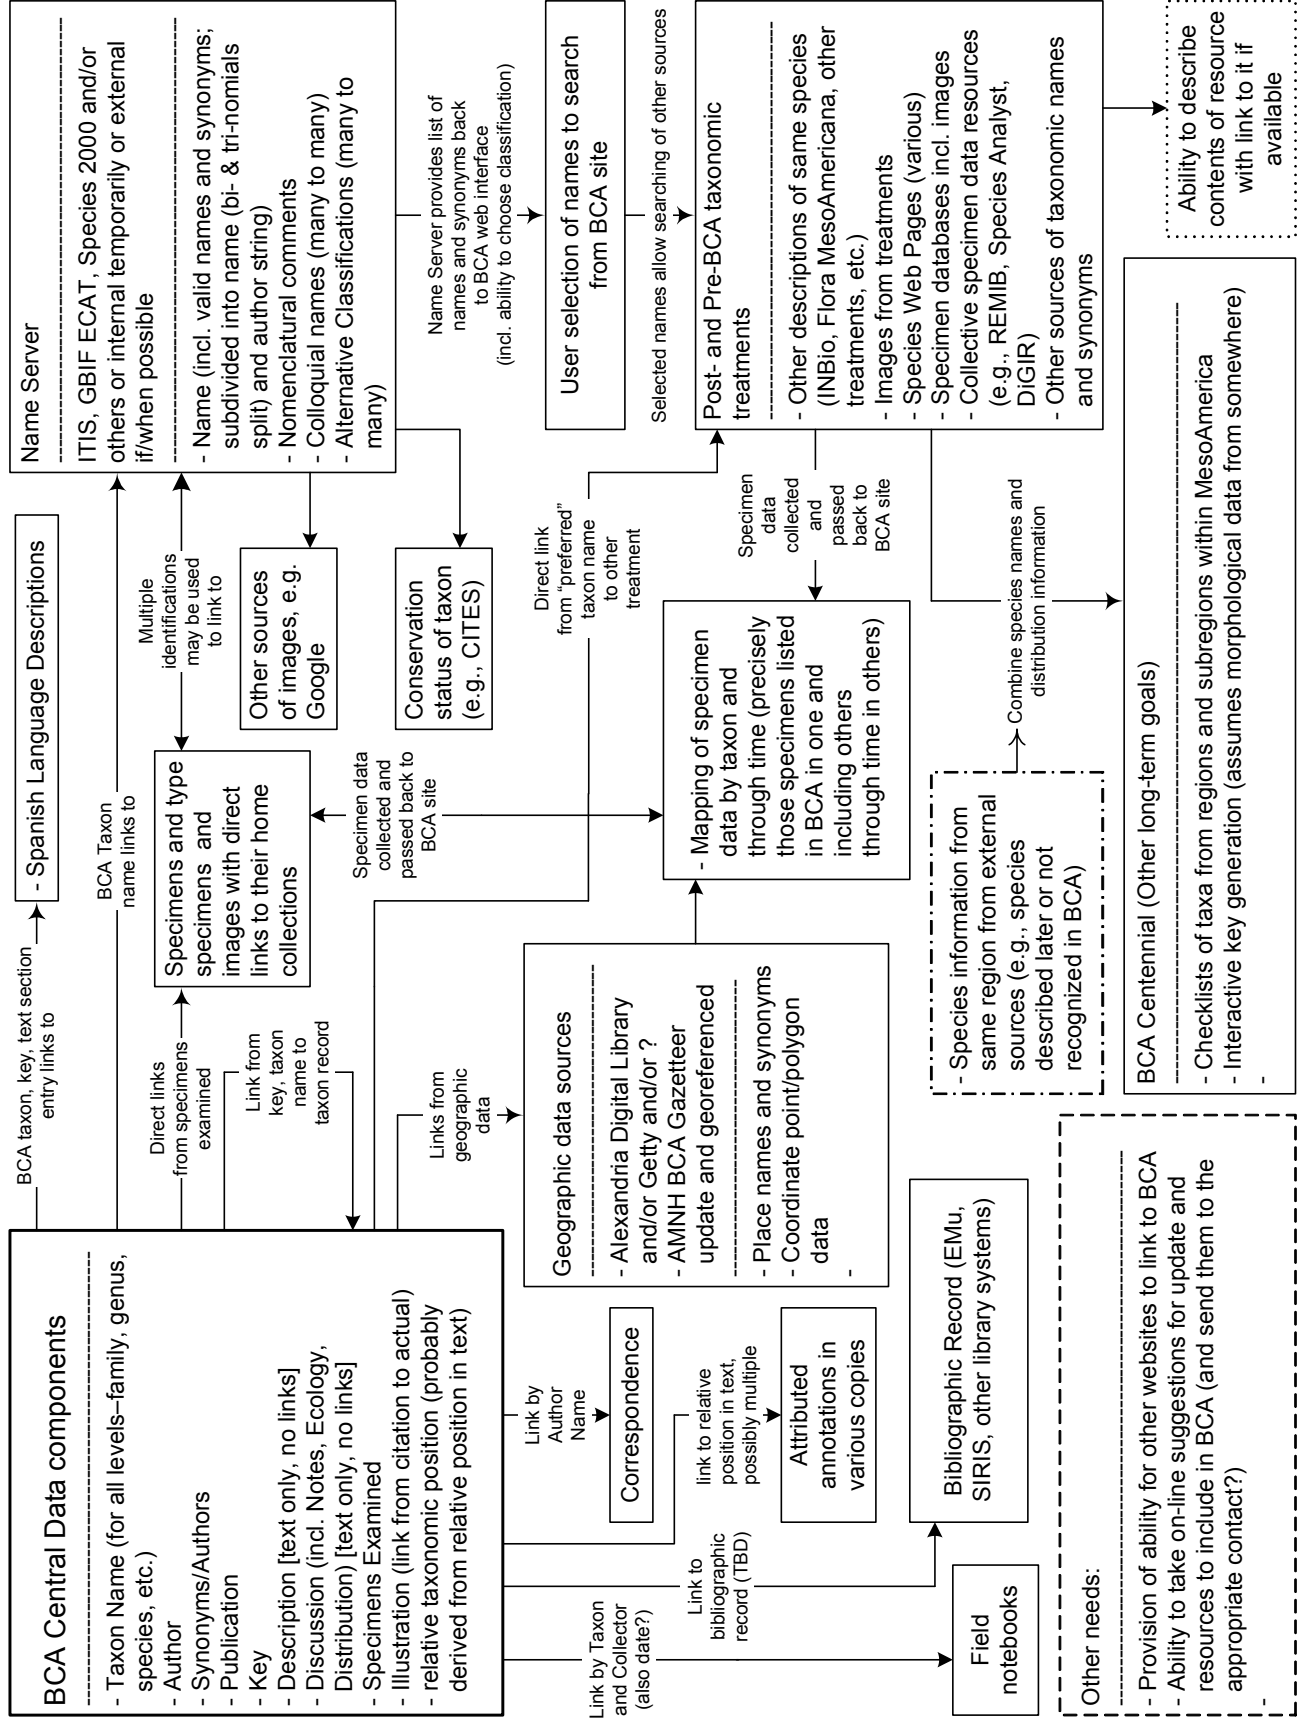 BCA Central Data components
- Taxon Name (for all levels–family, genus,
species, etc.)
- Author
- Synonyms/Authors
- Publication
- Key
- Description [text only, no links]
- Discussion (incl. Notes, Ecology,
Distribution) [text only, no links]
- Specimens Examined
- Illustration (link from citation to actual)
- relative taxonomic position (probably
derived from relative position in text)
BCA taxon, key, text section
entry links to
- Spanish Language Descriptions
BCA Taxon
name links to
Direct links
from specimens
examined
Link from
key, taxon
name to
taxon record
Specimens and type
specimens and
images with direct
links to their home
collections
Multiple
identifications
may be used
to link to
Name Server
ITIS, GBIF ECAT, Species 2000 and/or
others or internal temporarily or external
if/when possible
- Name (incl. valid names and synonyms;
subdivided into name (bi- & tri-nomials
split) and author string)
- Nomenclatural comments
- Colloquial names (many to many)
- Alternative Classifications (many to
many)
Other sources
of images, e.g.
Google
Conservation
status of taxon
(e.g., CITES)
Name Server provides list of
names and synonyms back
to BCA web interface
(incl. ability to choose classification)
User selection of names to search
from BCA site
Selected names allow searching of other sources
Direct link
from “preferred”
taxon name
to other
treatment
Specimen data
collected and
passed back to
BCA site
Links from
geographic
data
Geographic data sources
- Alexandria Digital Library
and/or Getty and/or ?
- AMNH BCA Gazetteer
update and georeferenced
- Place names and synonyms
- Coordinate point/polygon
data
-
- Mapping of specimen
data by taxon and
through time (precisely
those specimens listed
in BCA in one and
including others
through time in others)
Specimen
data
collected
and
passed
back to
BCA site
Post- and Pre-BCA taxonomic
treatments
- Other descriptions of same species
(INBio, Flora MesoAmericana, other
treatments, etc.)
- Images from treatments
- Species Web Pages (various)
- Specimen databases incl. images
- Collective specimen data resources
(e.g., REMIB, Species Analyst,
DiGIR)
- Other sources of taxonomic names
and synonyms
Ability to describe
contents of resource
with link to it if
available
Link by
Author
Name
Correspondence
link to relative
position in text,
possibly multiple
Attributed
annotations in
various copies
Link to
bibliographic
record (TBD)
Bibliographic Record (EMu,
SIRIS, other library systems)
Link by Taxon
and Collector
(also date?)
Field
notebooks
- Species information from
same region from external
sources (e.g., species
described later or not
recognized in BCA)
Combine species names and
distribution information
BCA Centennial (Other long-term goals)
- Checklists of taxa from regions and subregions within MesoAmerica
- Interactive key generation (assumes morphological data from somewhere)
-
Other needs:
- Provision of ability for other websites to link to BCA
- Ability to take on-line suggestions for update and
resources to include in BCA (and send them to the
appropriate contact?)
-